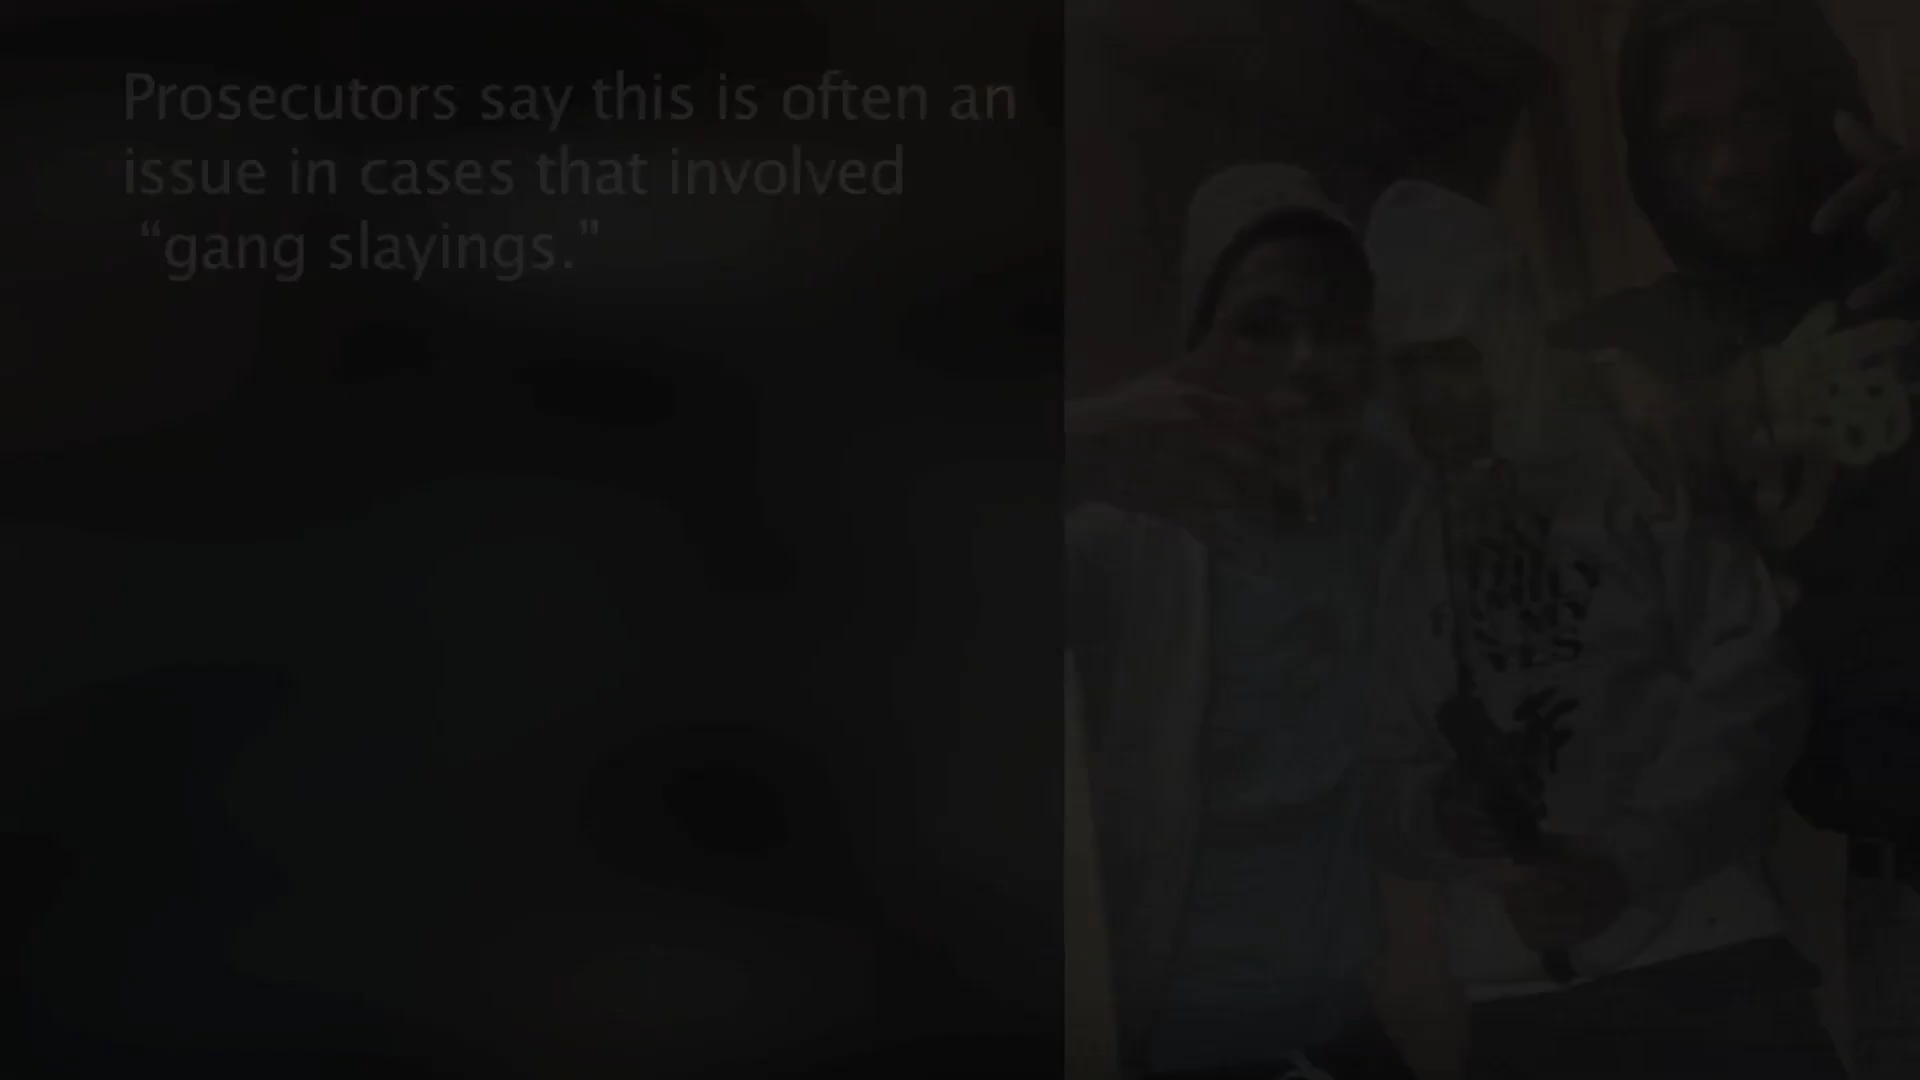 Prosecutors say this is often an
issue in cases that involved
“gang slayings.”